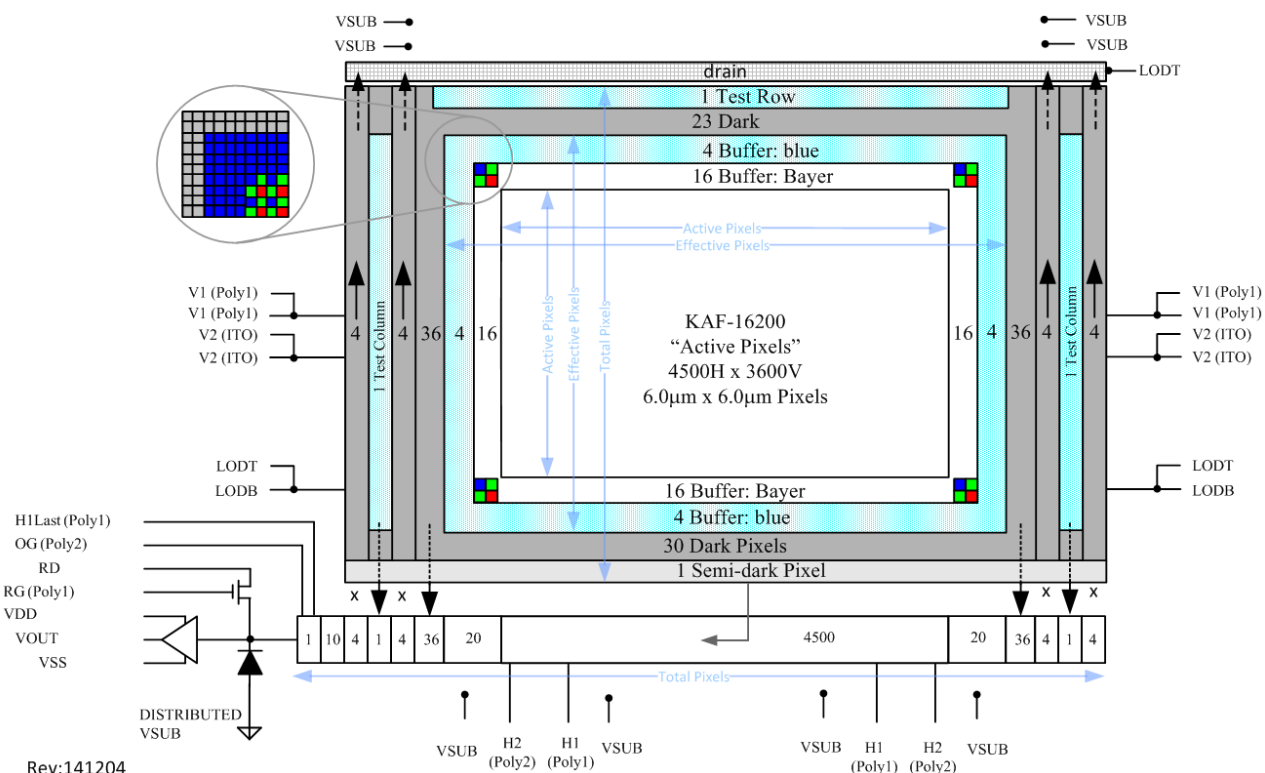 VSUB
VSUB
VSUB
VSUB
drain
LODT
1 Test Row
23 Dark
4 Buffer: blue
16 Buffer: Bayer
Active Pixels
Effective Pixels
V1 (Poly1)
V1 (Poly1)
V2 (ITO)
V2 (ITO)
4
1 Test Column
4
36
4
16
Active Pixels
Effective Pixels
Total Pixels
KAF-16200
“Active Pixels”
4500H x 3600V
6.0μm x 6.0μm Pixels
16
4
36
4
1 Test Column
4
V1 (Poly1)
V1 (Poly1)
V2 (ITO)
V2 (ITO)
LODT
LODB
LODT
LODB
16 Buffer: Bayer
4 Buffer: blue
30 Dark Pixels
1 Semi-dark Pixel
H1Last (Poly1)
OG (Poly2)
RD
RG (Poly1)
VDD
VOUT
VSS
x
x
x
x
1
10
4
1
4
36
20
4500
20
36
4
1
4
Total Pixels
DISTRIBUTED
VSUB
VSUB
H2
(Poly2)
H1
(Poly1)
VSUB
VSUB
H1
(Poly1)
H2
(Poly2)
VSUB
Rev:141204